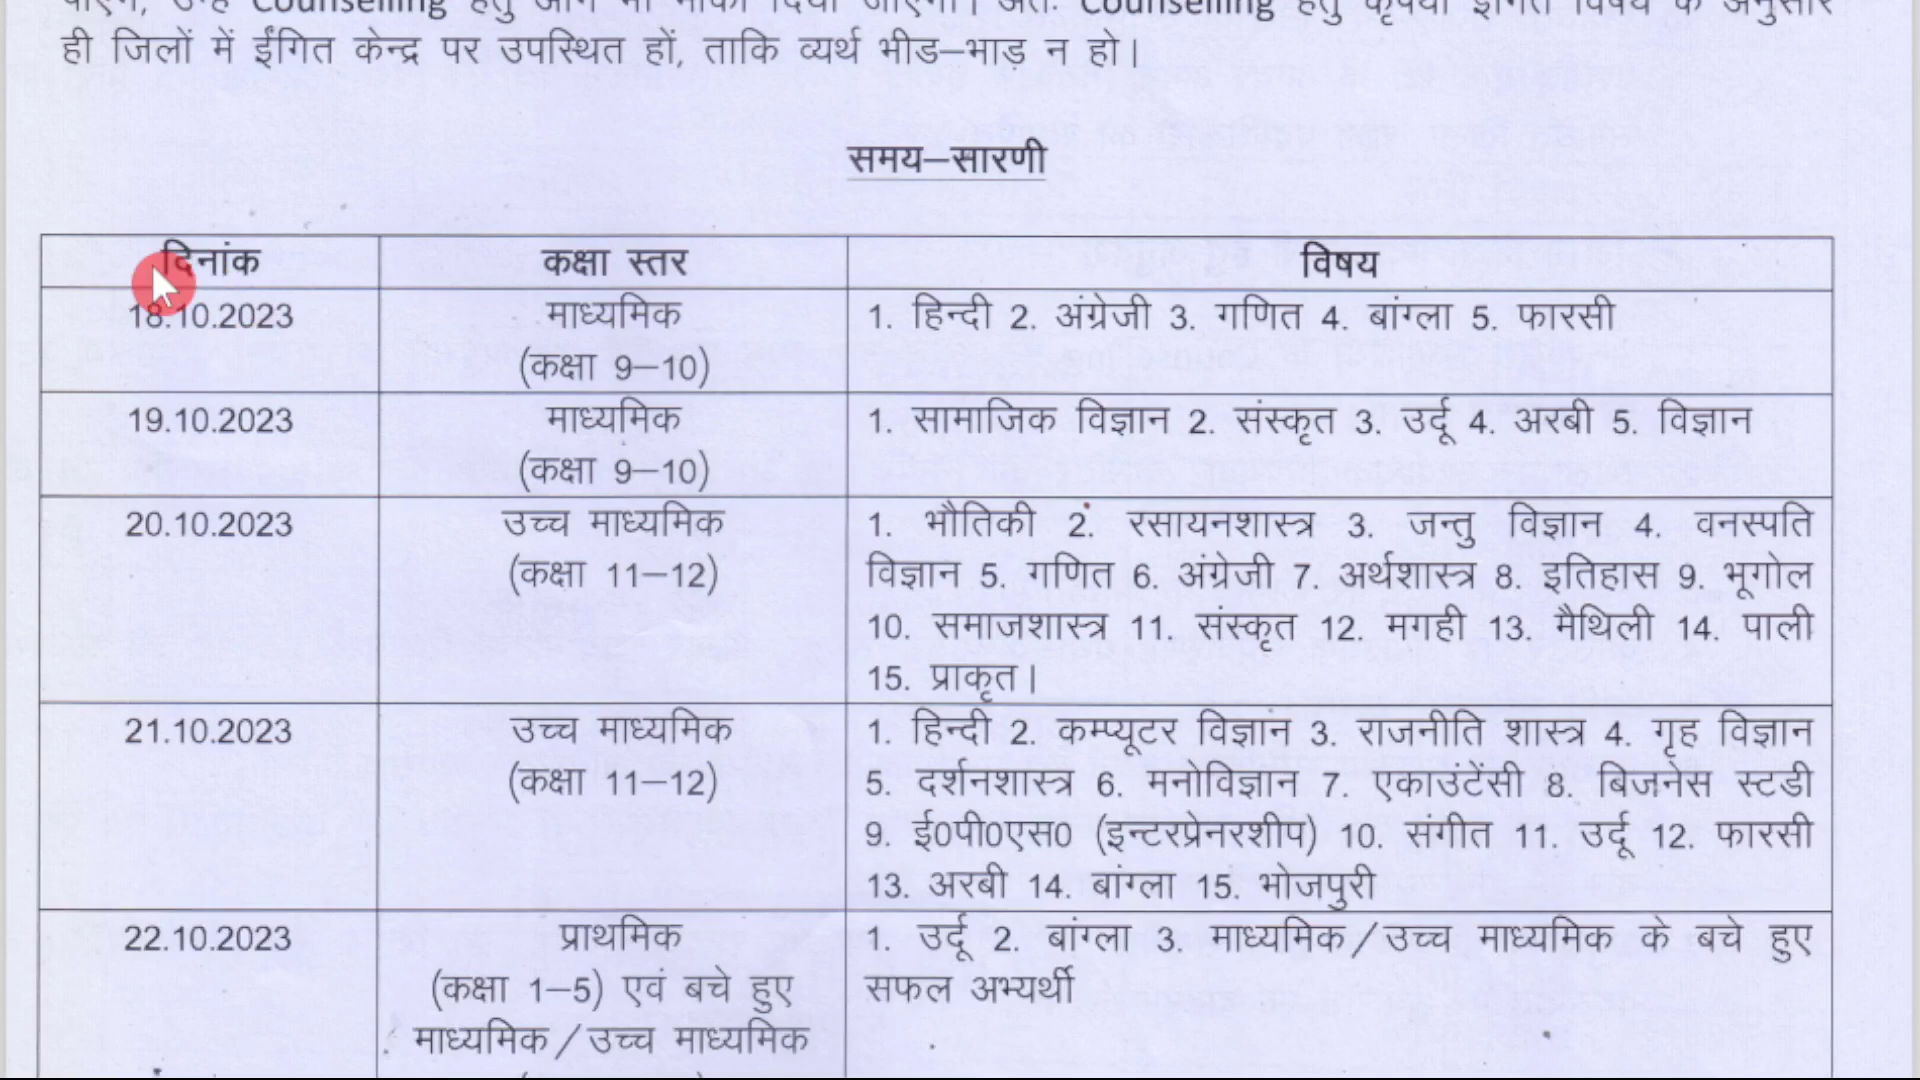 Counselling हेतु Counselling हेतु
ही जिलों में ईंगित केन्द्र पर उपस्थित हों, ताकि व्यर्थ भीड–भाड़ न हो।
समय–सारणी
दिनांक कक्षा स्तर विषय
18.10.2023 माध्यमिक 1. हिन्दी 2. अंग्रेजी 3. गणित 4. बांग्ला 5. फारसी
(कक्षा 9–10)
19.10.2023 माध्यमिक 1. सामाजिक विज्ञान 2. संस्कृत 3. उर्दू 4. अरबी 5. विज्ञान
(कक्षा 9–10)
20.10.2023 उच्च माध्यमिक 1. भौतिकी 2. रसायनशास्त्र 3. जन्तु विज्ञान 4. वनस्पति
(कक्षा 11–12) विज्ञान 5. गणित 6. अंग्रेजी 7. अर्थशास्त्र 8. इतिहास 9. भूगोल
10. समाजशास्त्र 11. संस्कृत 12. मगही 13. मैथिली 14. पाली
15. प्राकृत।
21.10.2023 उच्च माध्यमिक 1. हिन्दी 2. कम्प्यूटर विज्ञान 3. राजनीति शास्त्र 4. गृह विज्ञान
(कक्षा 11–12) 5. दर्शनशास्त्र 6. मनोविज्ञान 7. एकाउंटेंसी 8. बिजनेस स्टडी
9. ई0पी0एस0 (इन्टरप्रेनरशीप) 10. संगीत 11. उर्दू 12. फारसी
13. अरबी 14. बांग्ला 15. भोजपुरी
22.10.2023 प्राथमिक 1. उर्दू 2. बांग्ला 3. माध्यमिक/उच्च माध्यमिक के बचे हुए
(कक्षा 1–5) एवं बचे हुए सफल अभ्यर्थी
माध्यमिक/उच्च माध्यमिक